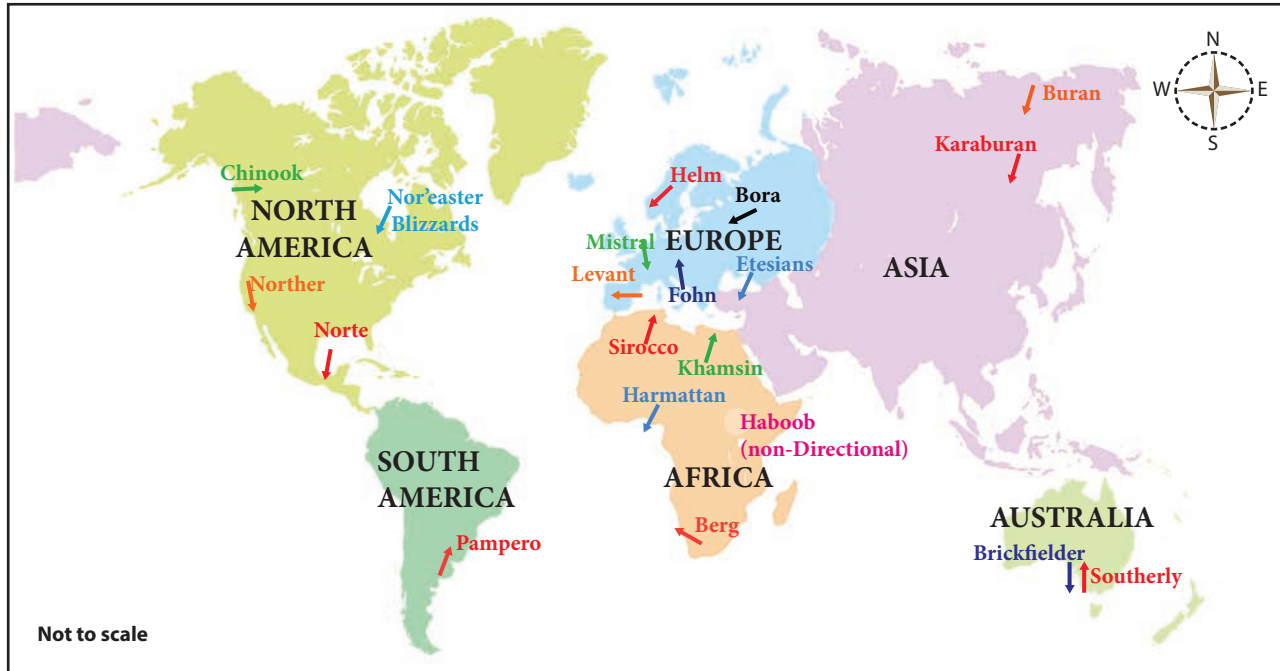 N
W E
S
Buran
Karaburan
Chinook
Nor'easter
Blizzards
NORTH
AMERICA
Helm
Bora
Mistral
EUROPE
Levant
Etesians
Fohn
ASIA
Norther
Norte
Sirocco
Khamsin
Harmattan
Haboob
(non-Directional)
SOUTH
AMERICA
AFRICA
Berg
Pampero
AUSTRALIA
Brickfielder
Southerly
Not to scale